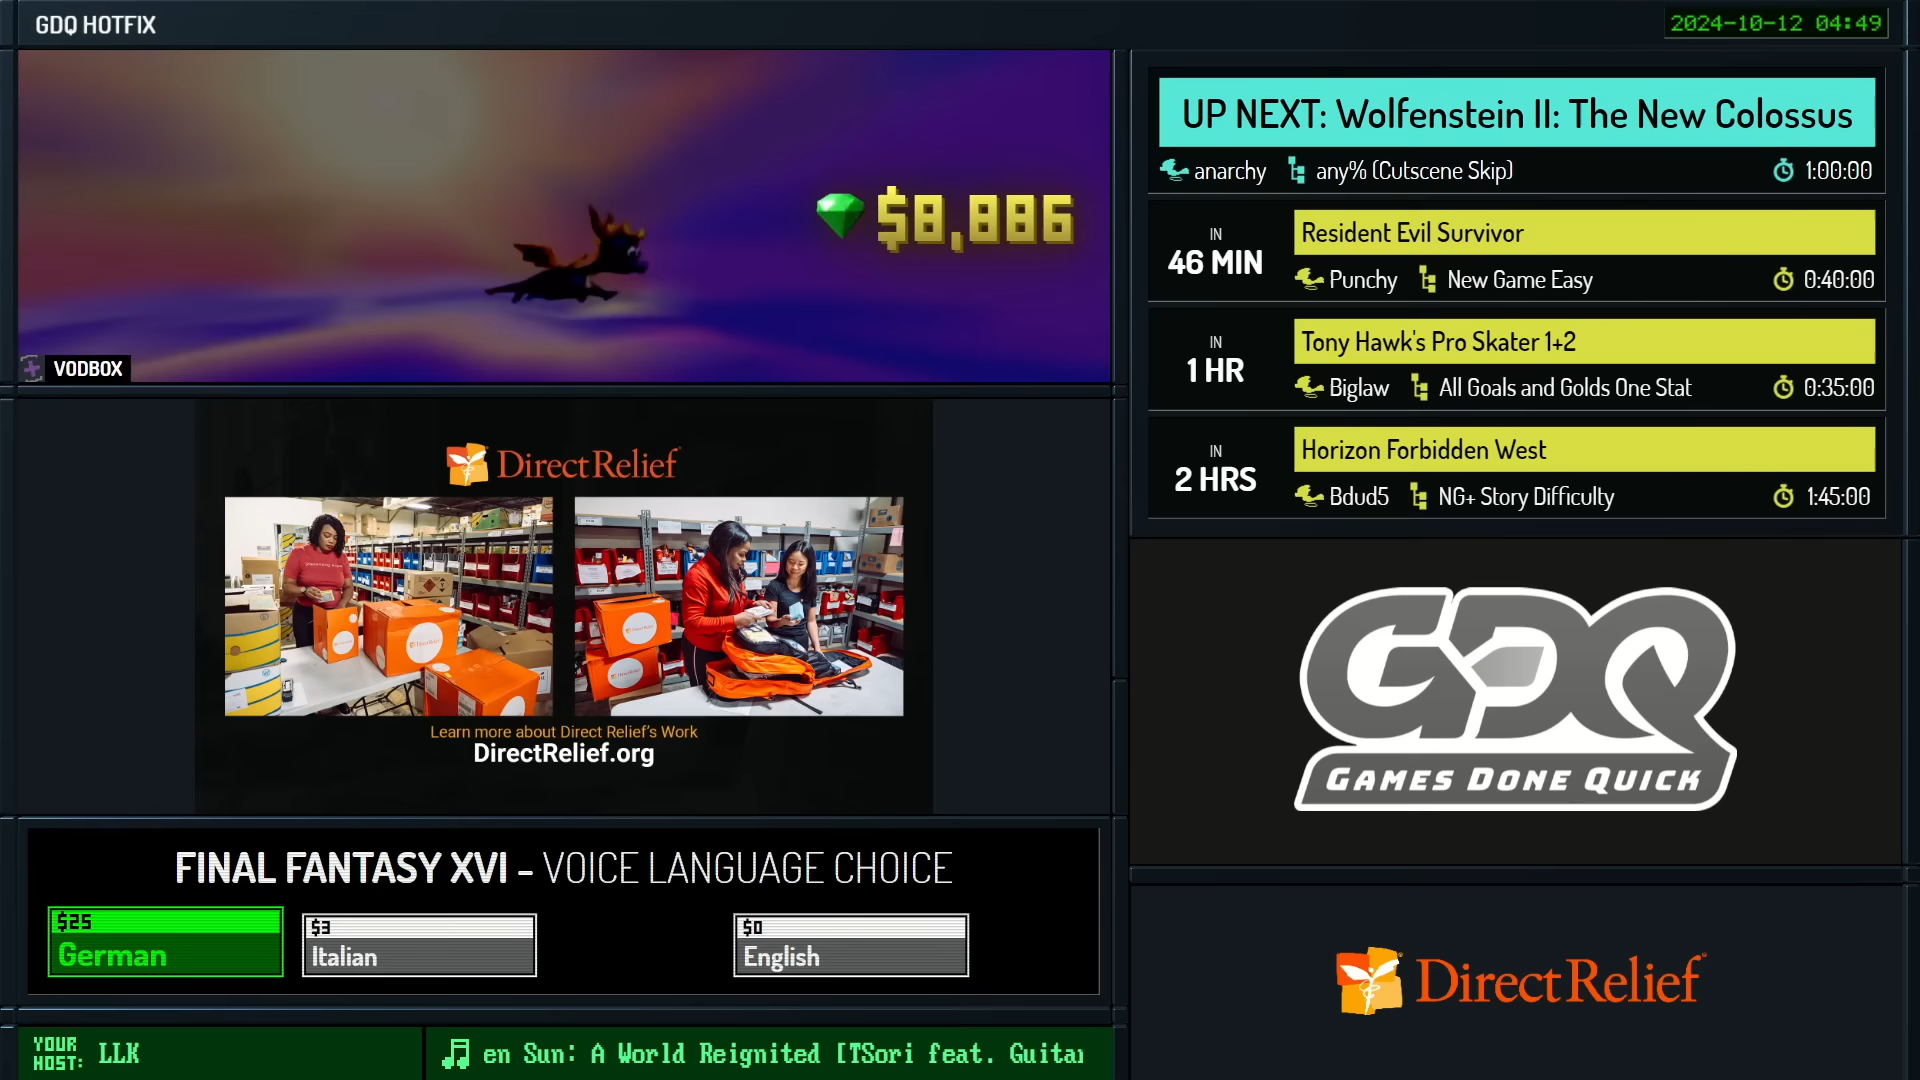 GDQ HOTFIX
2024-10-12 04:49
$8,886
VODBOX
UP NEXT: Wolfenstein II: The New Colossus
anarchy any% (Cutscene Skip) 1:00:00
IN
46 MIN
Resident Evil Survivor
Punchy New Game Easy 0:40:00
IN
1 HR
Tony Hawk's Pro Skater 1+2
Biglaw All Goals and Golds One Stat 0:35:00
IN
2 HRS
Horizon Forbidden West
Bdud5 NG+ Story Difficulty 1:45:00
DirectRelief
Learn more about Direct Relief's Work
DirectRelief.org
GDQ
GAMES DONE QUICK
FINAL FANTASY XVI – VOICE LANGUAGE CHOICE
$25
German
$3
Italian
$0
English
DirectRelief
YOUR
HOST: LLK
en Sun: A World Reignited [TSori feat. Guitar